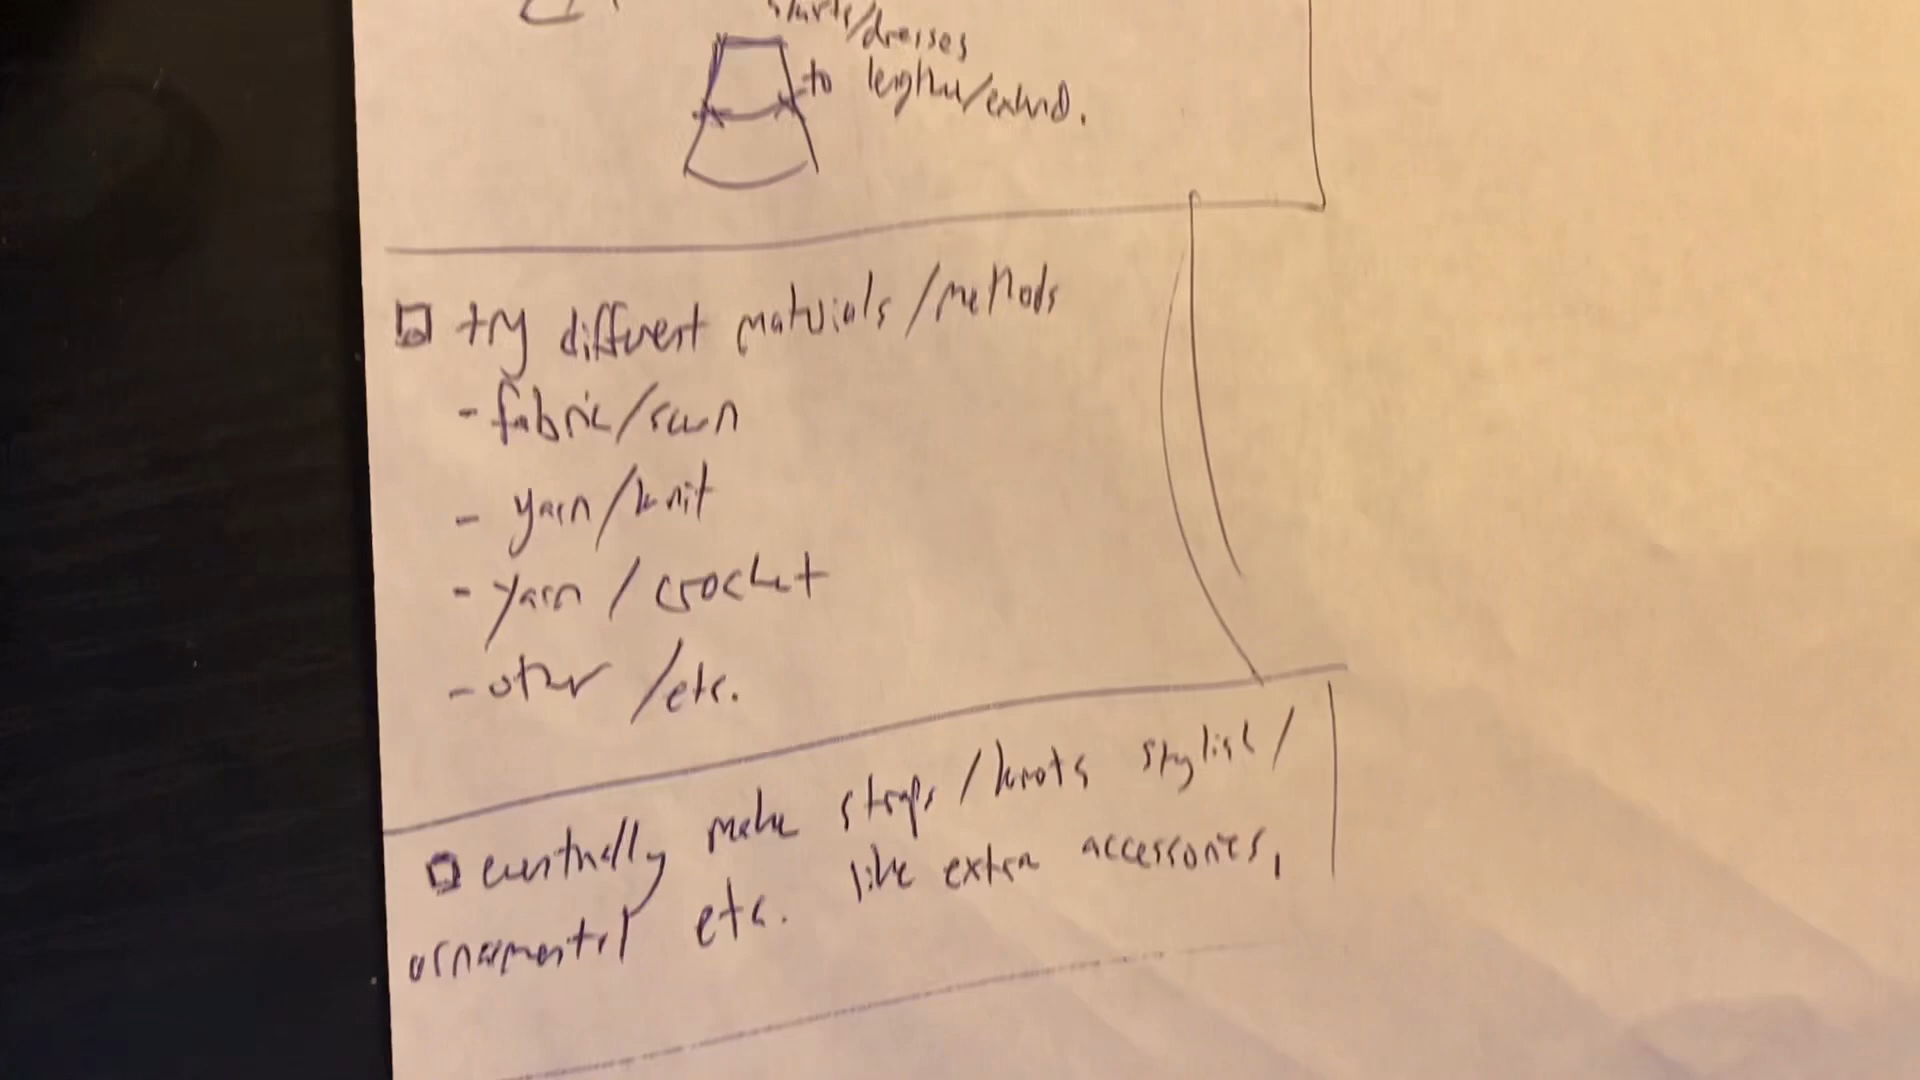 skirts/dresses
to lengthen/extend.
try different materials/methods
- fabric/sewn
- yarn/knit
- yarn / crochet
- other /etc.
eventually make straps/knots stylish/
ornamental etc. like extra accessories,